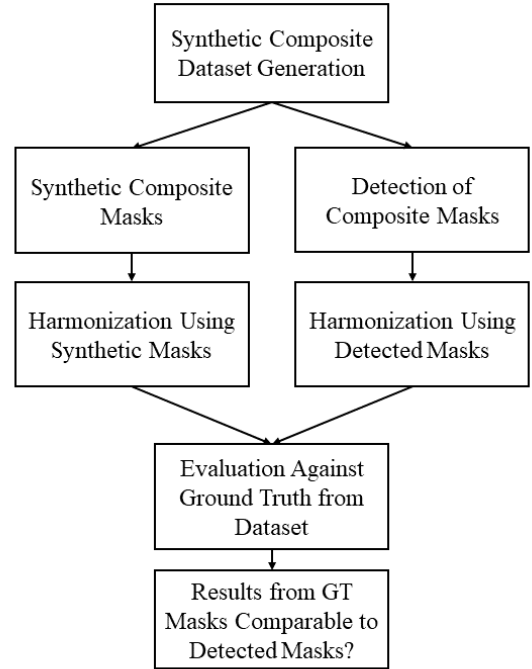 Synthetic Composite
Dataset Generation
Synthetic Composite
Masks
Detection of
Composite Masks
Harmonization Using
Synthetic Masks
Harmonization Using
Detected Masks
Evaluation Against
Ground Truth from
Dataset
Results from GT
Masks Comparable to
Detected Masks?